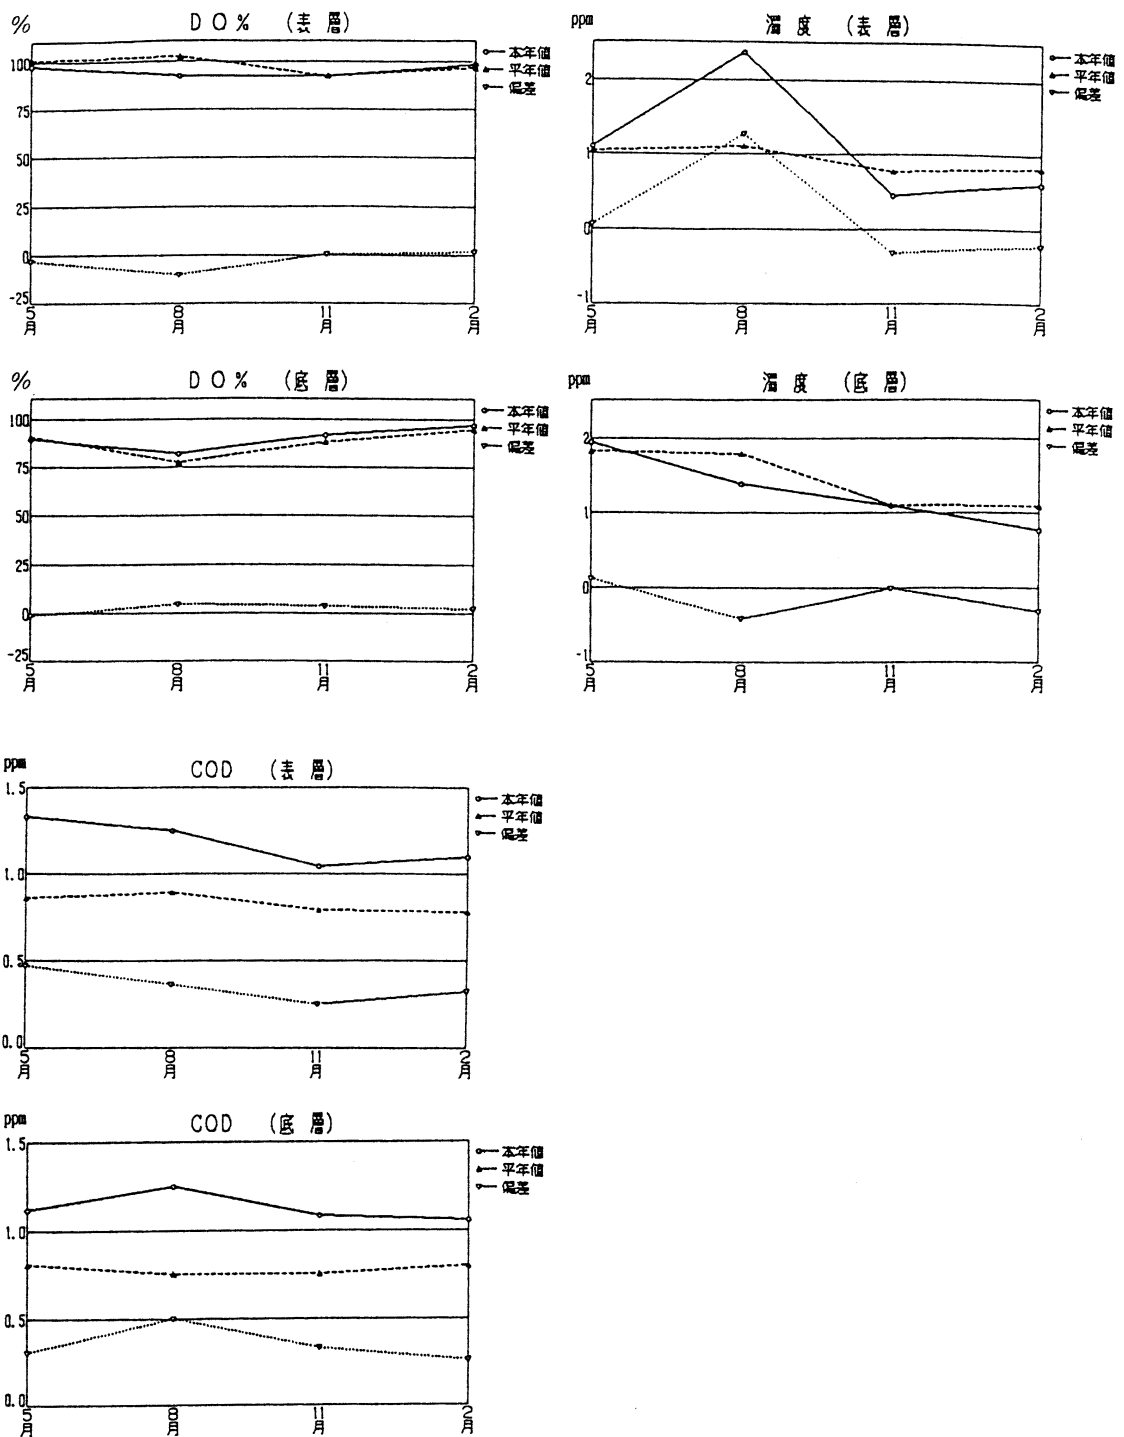 %
DO% (表層)
100
75
50
25
0
-25
5月
8月
11月
2月
本年値
平年値
偏差
ppm
濁度 (表層)
2
1
0
-1
5月
8月
11月
2月
本年値
平年値
偏差
%
DO% (底層)
100
75
50
25
0
-25
5月
8月
11月
2月
本年値
平年値
偏差
ppm
濁度 (底層)
2
1
0
-1
5月
8月
11月
2月
本年値
平年値
偏差
ppm
COD (表層)
1.5
1.0
0.5
0.0
5月
8月
11月
2月
本年値
平年値
偏差
ppm
COD (底層)
1.5
1.0
0.5
0.0
5月
8月
11月
2月
本年値
平年値
偏差